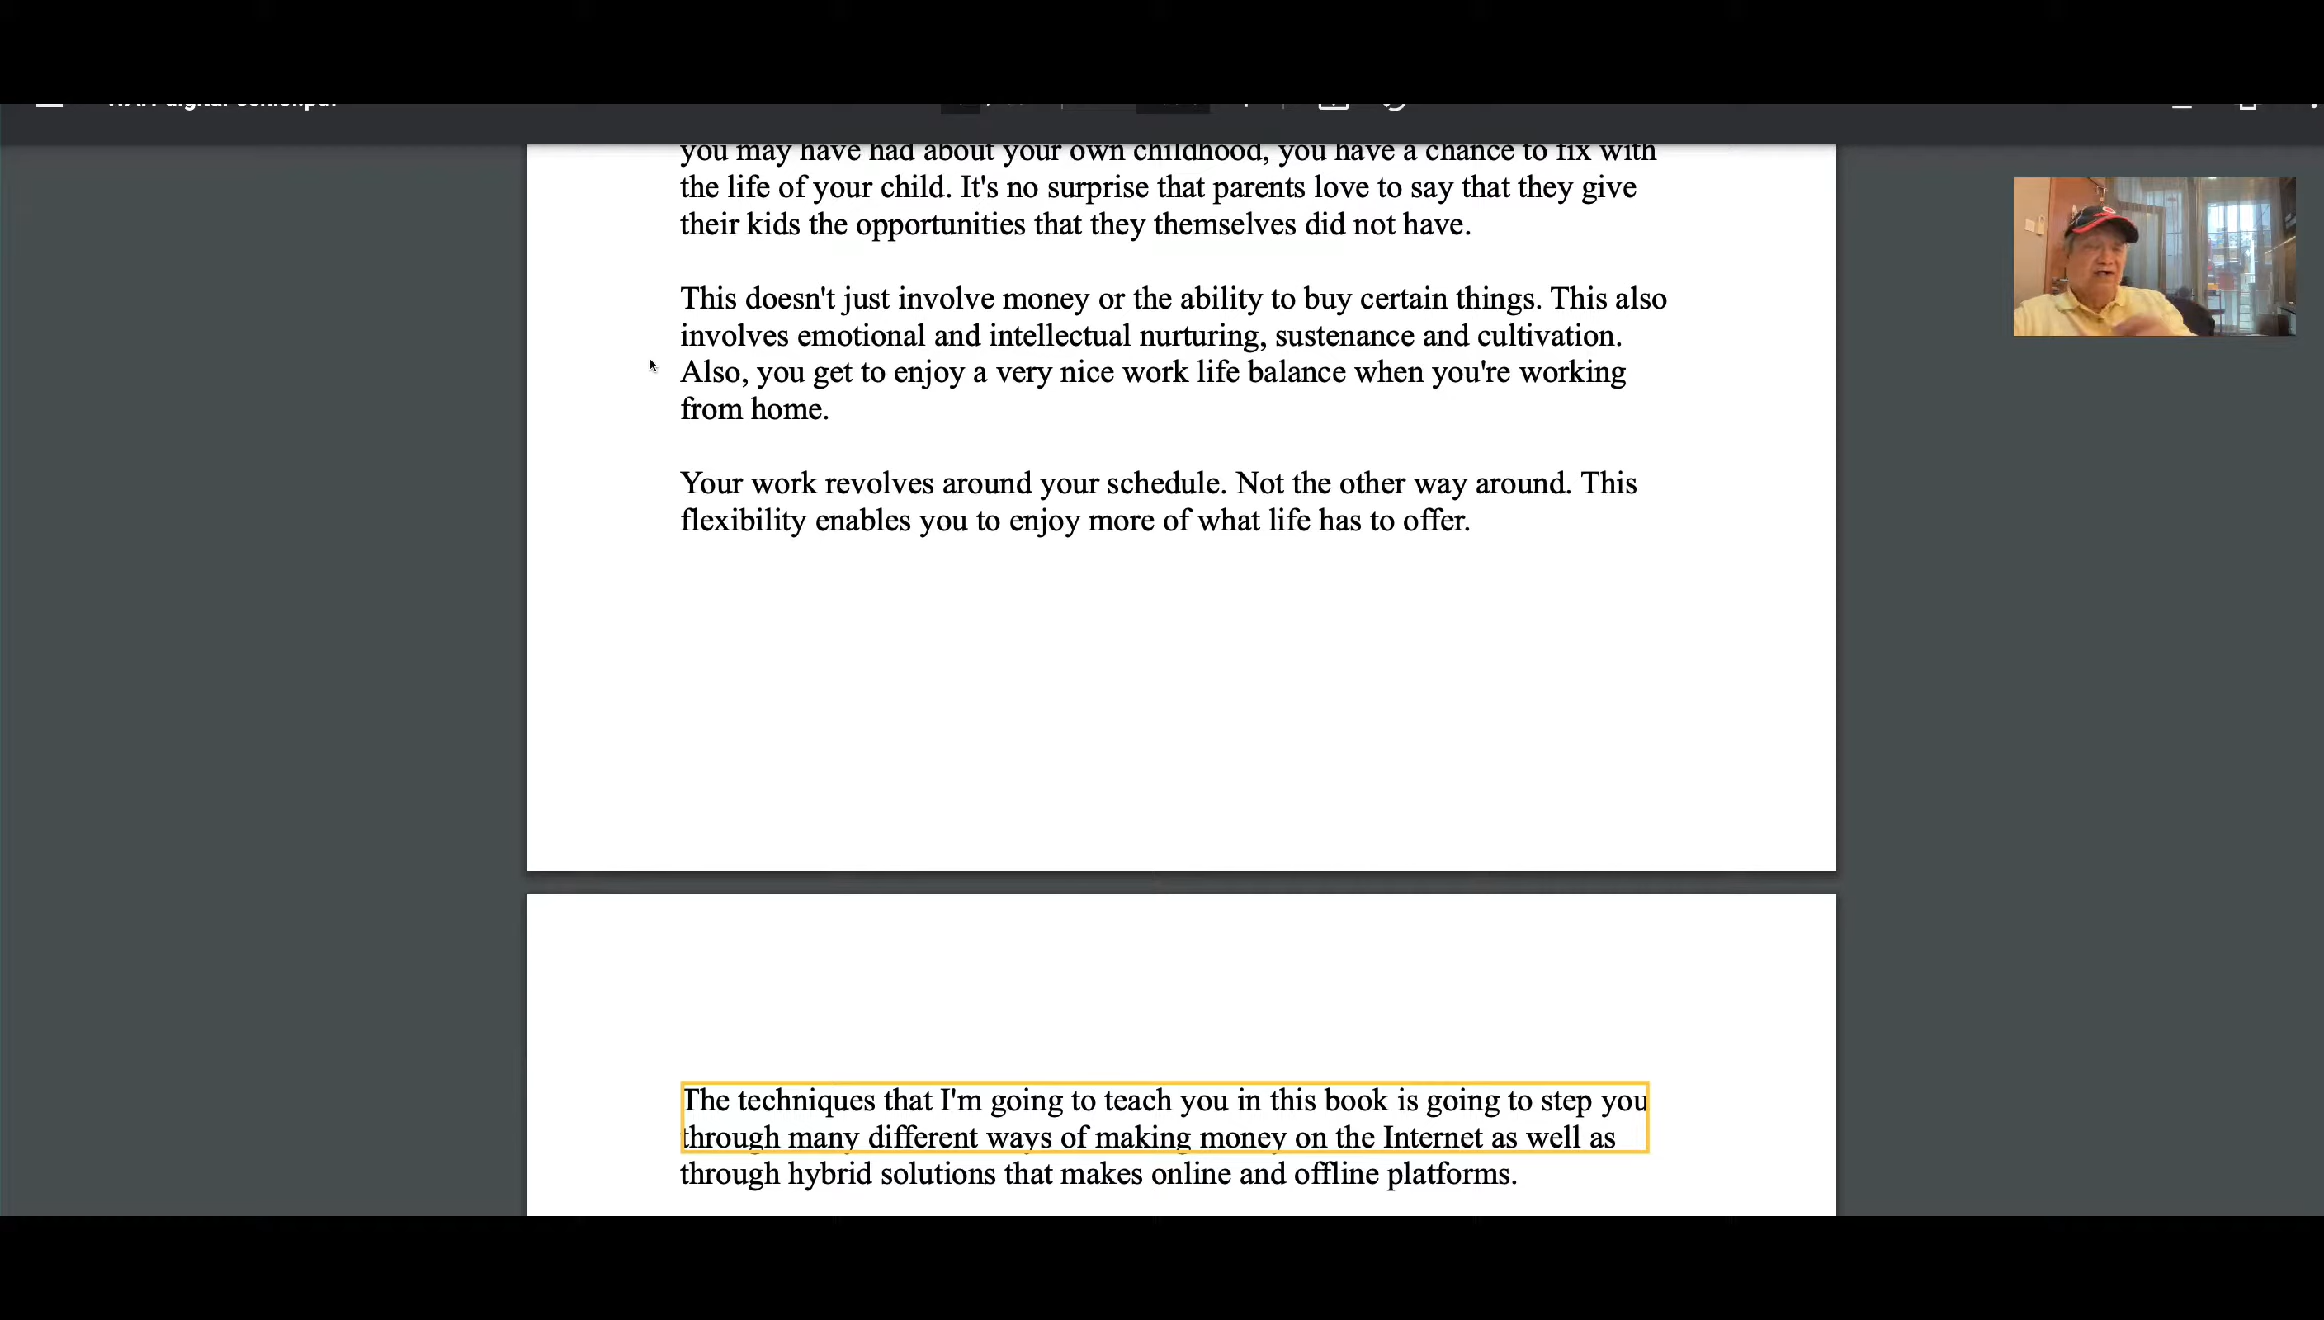 you may have had about your own childhood, you have a chance to fix with
the life of your child. It's no surprise that parents love to say that they give
their kids the opportunities that they themselves did not have.
This doesn't just involve money or the ability to buy certain things. This also
involves emotional and intellectual nurturing, sustenance and cultivation.
Also, you get to enjoy a very nice work life balance when you're working
from home.
Your work revolves around your schedule. Not the other way around. This
flexibility enables you to enjoy more of what life has to offer.
The techniques that I'm going to teach you in this book is going to step you
through many different ways of making money on the Internet as well as
through hybrid solutions that makes online and offline platforms.